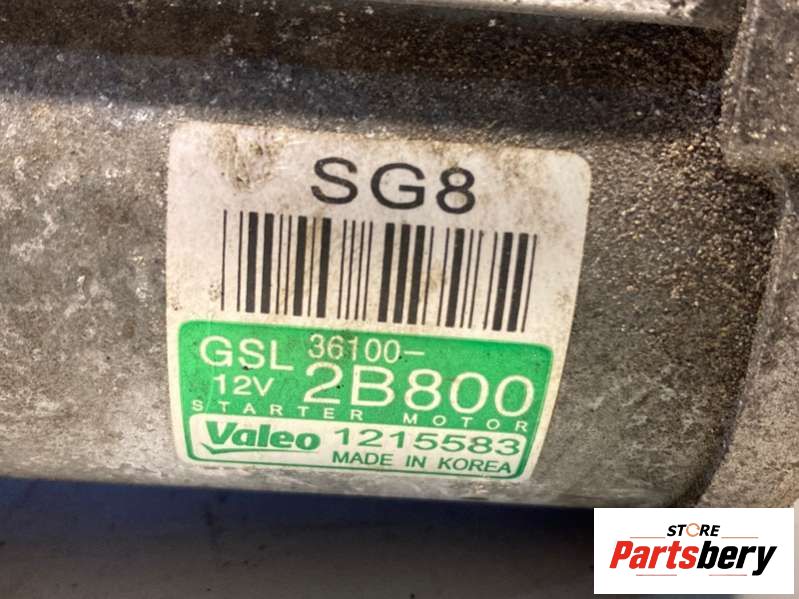 SG8
GSL 36100-
12V 2B800
STARTER MOTOR
Valeo 1215583
MADE IN KOREA
STORE
Partsbery